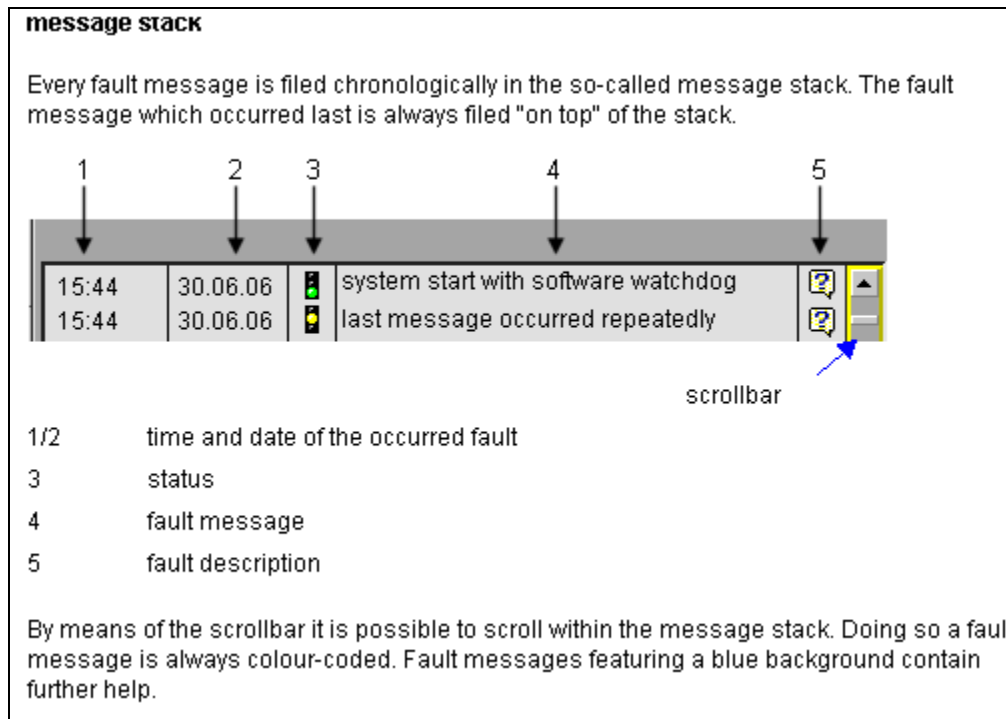 message stack
Every fault message is filed chronologically in the so-called message stack. The fault
message which occurred last is always filed "on top" of the stack.
1 2 3 4 5
15:44 30.06.06 system start with software watchdog ?
15:44 30.06.06 last message occurred repeatedly ?
scrollbar
1/2 time and date of the occurred fault
3 status
4 fault message
5 fault description
By means of the scrollbar it is possible to scroll within the message stack. Doing so a faul
message is always colour-coded. Fault messages featuring a blue background contain
further help.